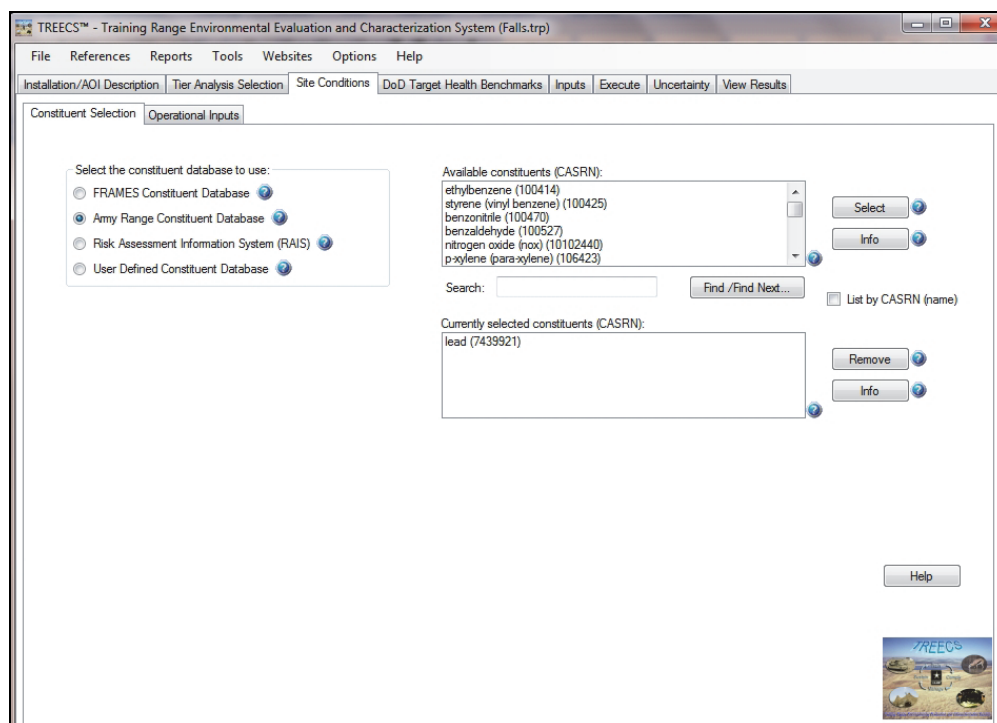 TREECS™ - Training Range Environmental Evaluation and Characterization System (Falls.trp)
File References Reports Tools Websites Options Help
Installation/AOI Description Tier Analysis Selection Site Conditions DoD Target Health Benchmarks Inputs Execute Uncertainty View Results
Constituent Selection Operational Inputs
Select the constituent database to use:
FRAMES Constituent Database
Army Range Constituent Database
Risk Assessment Information System (RAIS)
User Defined Constituent Database
Available constituents (CASRN):
ethylbenzene (100414)
styrene (vinyl benzene) (100425)
benzonitrile (100470)
benzaldehyde (100527)
nitrogen oxide (nox) (10102440)
p-xylene (para-xylene) (106423)
Select
Info
Search:
Find /Find Next...
List by CASRN (name)
Currently selected constituents (CASRN):
lead (7439921)
Remove
Info
Help
TREECS